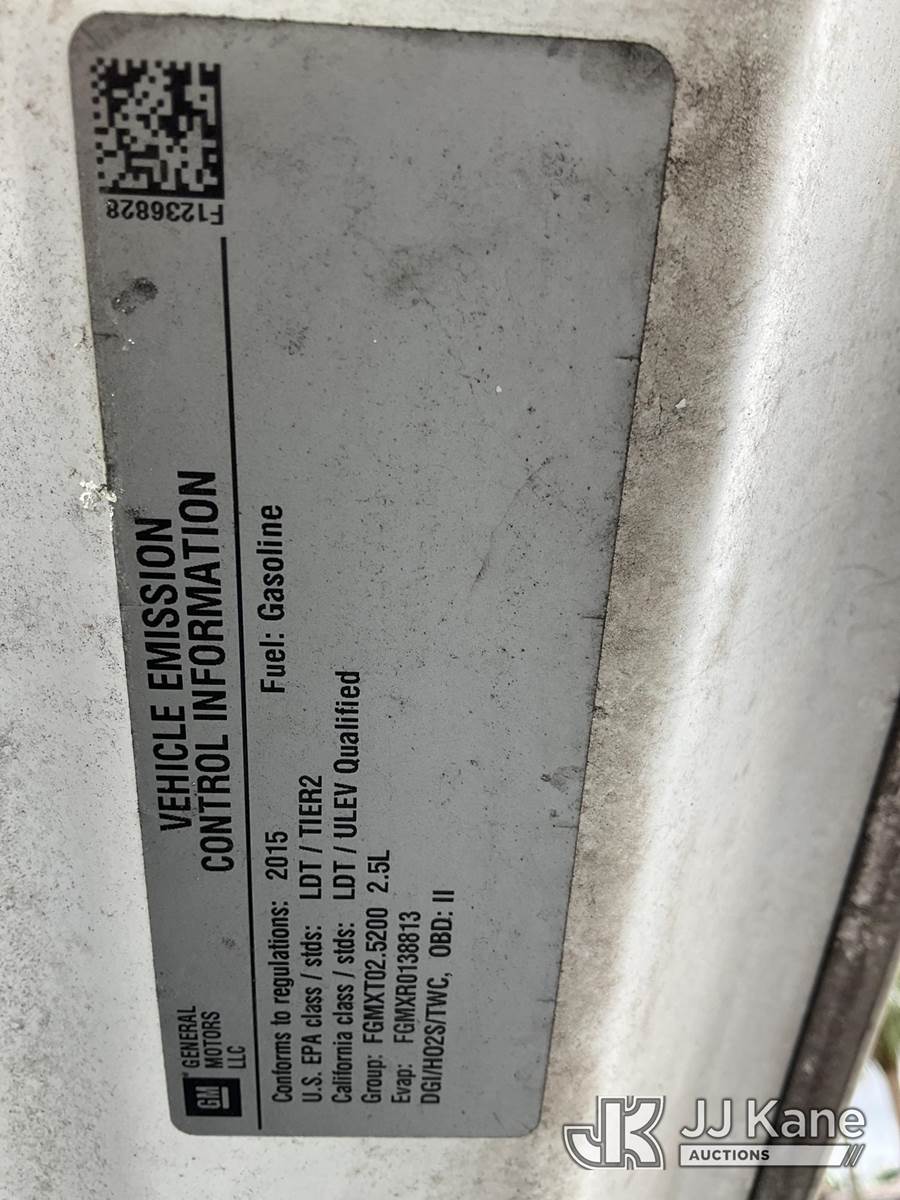 GM
GENERAL
MOTORS
LLC
VEHICLE EMISSION
CONTROL INFORMATION
F1236828
Conforms to regulations: 2015 Fuel: Gasoline
U.S. EPA class / stds: LDT / TIER2
California class / stds: LDT / ULEV Qualified
Group: FGMXT02.5200 2.5L
Evap: FGMXR0138813
DGI/HO2S/TWC, OBD: II
JK JJ Kane
AUCTIONS